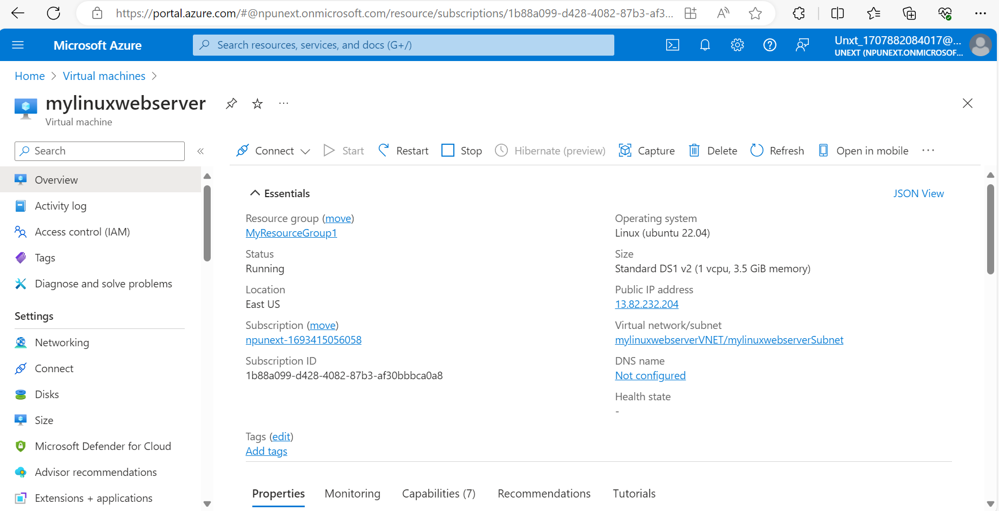 https://portal.azure.com/#@npunext.onmicrosoft.com/resource/subscriptions/1b88a099-d428-4082-87b3-af3...
Microsoft Azure
Search resources, services, and docs (G+/)
Unxt_1707882084017@...
UNEXT (NPUNEXT.ONMICROSOF...
Home > Virtual machines >
mylinuxwebserver
Virtual machine
Search
Connect
Start
Restart
Stop
Hibernate (preview)
Capture
Delete
Refresh
Open in mobile
Overview
Activity log
Access control (IAM)
Tags
Diagnose and solve problems
Settings
Networking
Connect
Disks
Size
Microsoft Defender for Cloud
Advisor recommendations
Extensions + applications
Essentials
JSON View
Resource group (move)
MyResourceGroup1
Status
Running
Location
East US
Subscription (move)
npunext-1693415056058
Subscription ID
1b88a099-d428-4082-87b3-af30bbbca0a8
Operating system
Linux (ubuntu 22.04)
Size
Standard DS1 v2 (1 vcpu, 3.5 GiB memory)
Public IP address
13.82.232.204
Virtual network/subnet
mylinuxwebserverVNET/mylinuxwebserverSubnet
DNS name
Not configured
Health state
-
Tags (edit)
Add tags
Properties
Monitoring
Capabilities (7)
Recommendations
Tutorials